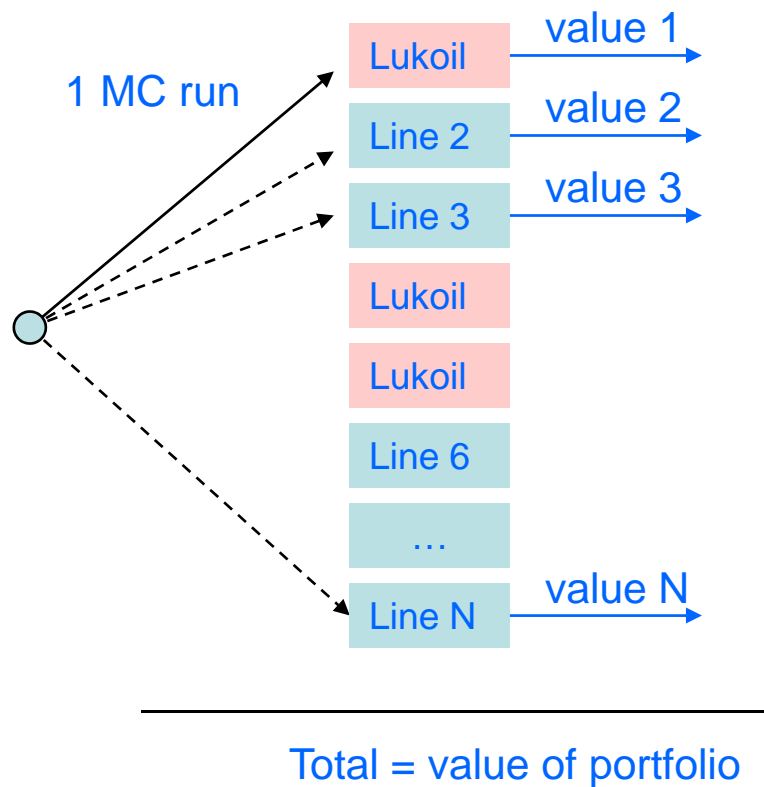 value 1
Lukoil
1 MC run
value 2
Line 2
value 3
Line 3
Lukoil
Lukoil
Line 6
…
value N
Line N
Total = value of portfolio